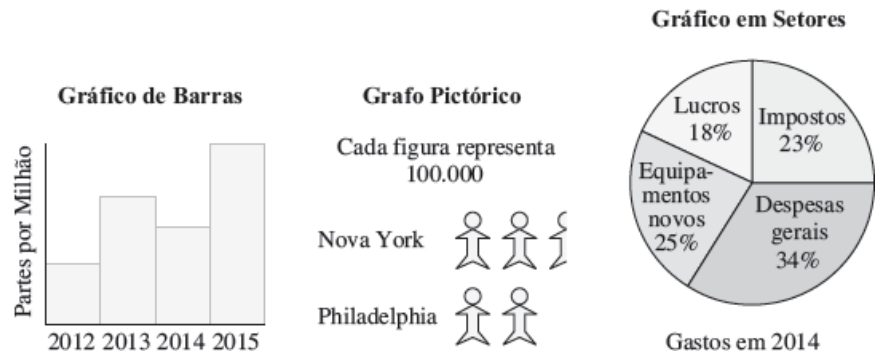 Gráfico de Barras
Partes por Milhão
2012 2013 2014 2015
Grafo Pictórico
Cada figura representa
100.000
Nova York
Philadelphia
Gráfico em Setores
Lucros
18%
Impostos
23%
Equipa-
mentos
novos
25%
Despesas
gerais
34%
Gastos em 2014